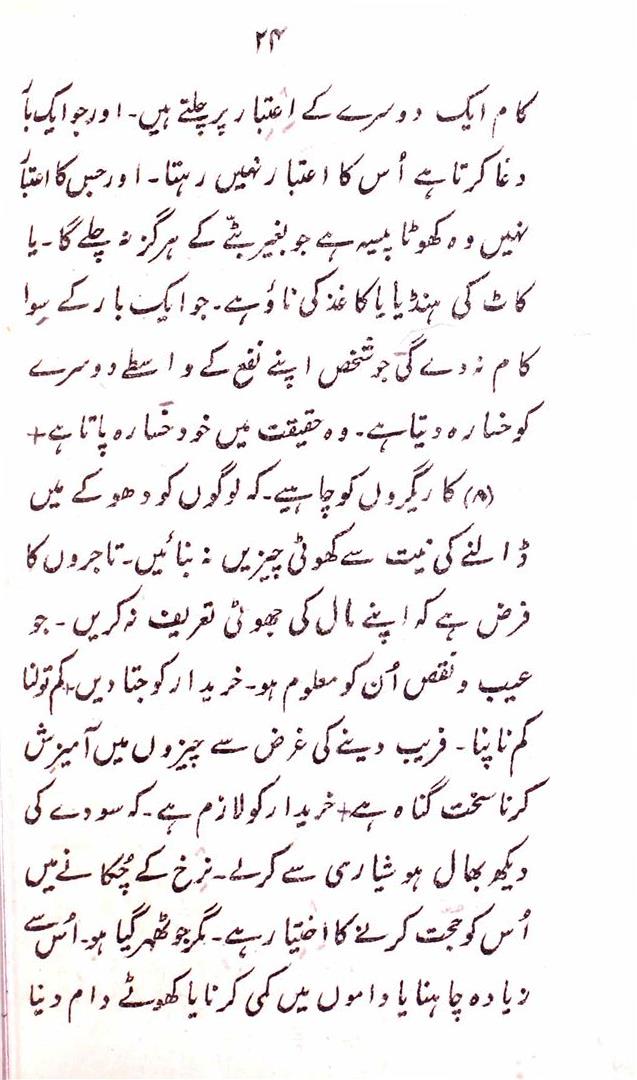 ۲۴
کام ایک دوسرے کے اعتبار پر چلتے ہیں۔ اور جو ایک بار
دغا کرتا ہے اُس کا اعتبار نہیں رہتا۔ اور جس کا اعتبار
نہیں وہ کھوٹا پیسہ ہے جو بغیر بٹّے کے ہرگز نہ چلے گا۔ یا
کاٹ کی ہنڈیا یا کاغذ کی ناؤ ہے۔ جو ایک بار کے سوا
کام نہ دے گی جو شخص اپنے نفع کے واسطے دوسرے
کو خسارہ دیتا ہے۔ وہ حقیقت میں خود خسارہ پاتا ہے+
(۸) کاریگروں کو چاہیے۔ کہ لوگوں کو دھوکے میں
ڈالنے کی نیت سے کھوٹی چیزیں نہ بنائیں۔ تاجروں کا
فرض ہے کہ اپنے مال کی جھوٹی تعریف نہ کریں۔ جو
عیب و نقص اُن کو معلوم ہو۔ خریدار کو جتا دیں۔ کم تولنا
کم ناپنا۔ فریب دینے کی غرض سے چیزوں میں آمیزش
کرنا سخت گناہ ہے+ خریدار کو لازم ہے۔ کہ سودے کی
دیکھ بھال ہوشیاری سے کرلے۔ نرخ کے چُکانے میں
اُس کو حجت کرنے کا اختیار ہے۔ مگر جو ٹھہر گیا ہو۔ اُس سے
زیادہ چاہنا یا داموں میں کمی کرنا یا کھوٹے دام دینا